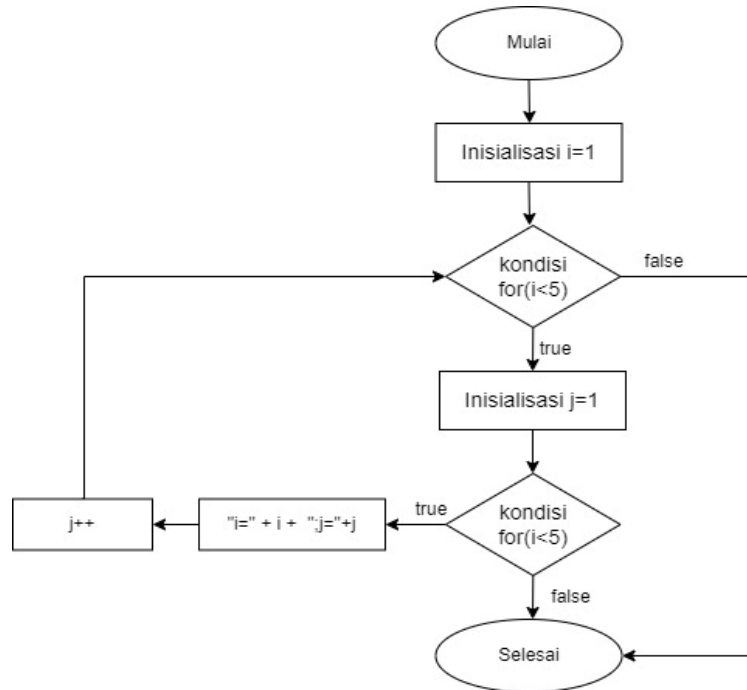 Mulai
Inisialisasi i=1
kondisi
for(i<5)
false
true
Inisialisasi j=1
kondisi
for(i<5)
true
"i=" + i + ";j="+j
j++
false
Selesai